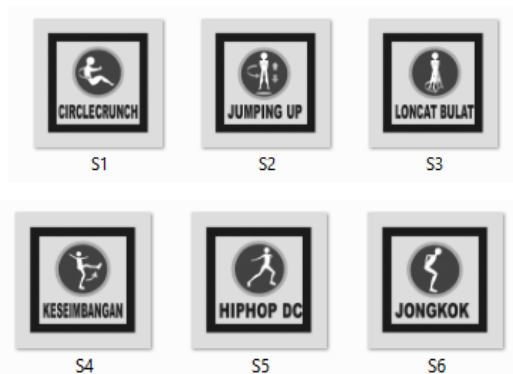 CIRCLECRUNCH JUMPING UP LONCAT BULAT
S1 S2 S3
KESEIMBANGAN HIPHOP DC JONGKOK
S4 S5 S6